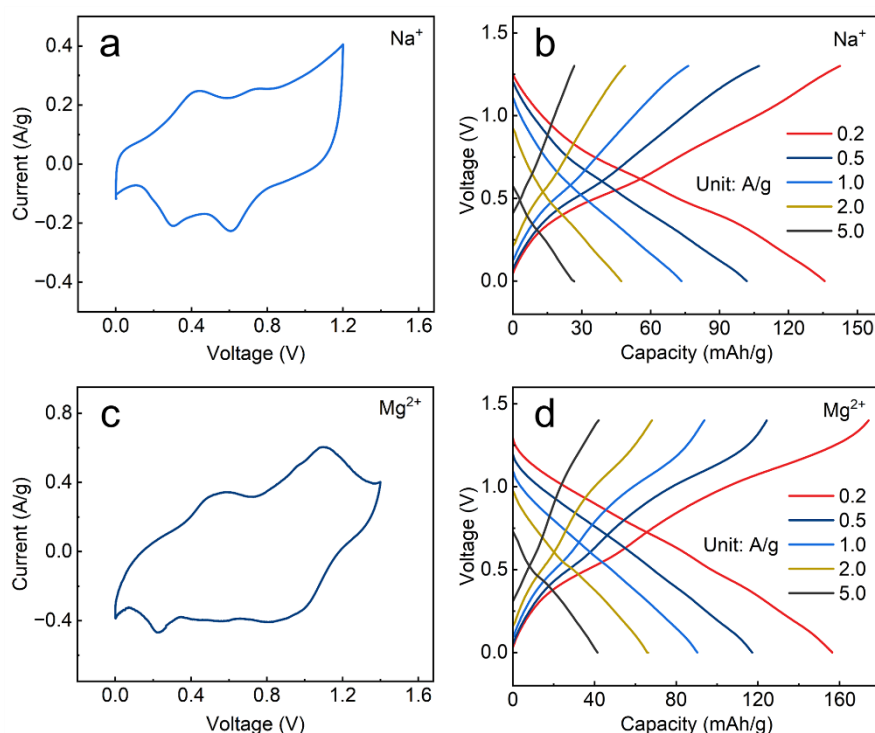 a
Na⁺
Current (A/g)
0.4
0.2
0.0
−0.2
−0.4
0.0 0.4 0.8 1.2 1.6
Voltage (V)
b
Na⁺
Voltage (V)
1.5
1.0
0.5
0.0
0.2
0.5
Unit: A/g 1.0
2.0
5.0
0 30 60 90 120 150
Capacity (mAh/g)
c
Mg²⁺
Current (A/g)
0.8
0.4
0.0
−0.4
0.0 0.4 0.8 1.2 1.6
Voltage (V)
d
Mg²⁺
Voltage (V)
1.5
1.0
0.5
0.0
0.2
0.5
Unit: A/g 1.0
2.0
5.0
0 40 80 120 160
Capacity (mAh/g)